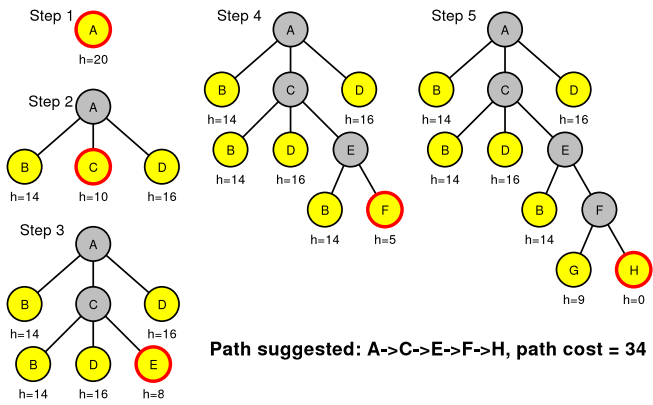 Step 1
A
h=20
Step 2
A
B
C
D
h=14
h=10
h=16
Step 3
A
B
C
D
h=14
h=16
B
D
E
h=14
h=16
h=8
Step 4
A
B
C
D
h=14
h=16
B
D
E
h=14
h=16
B
F
h=14
h=5
Step 5
A
B
C
D
h=14
h=16
B
D
E
h=14
h=16
B
F
h=14
G
H
h=9
h=0
Path suggested: A->C->E->F->H, path cost = 34